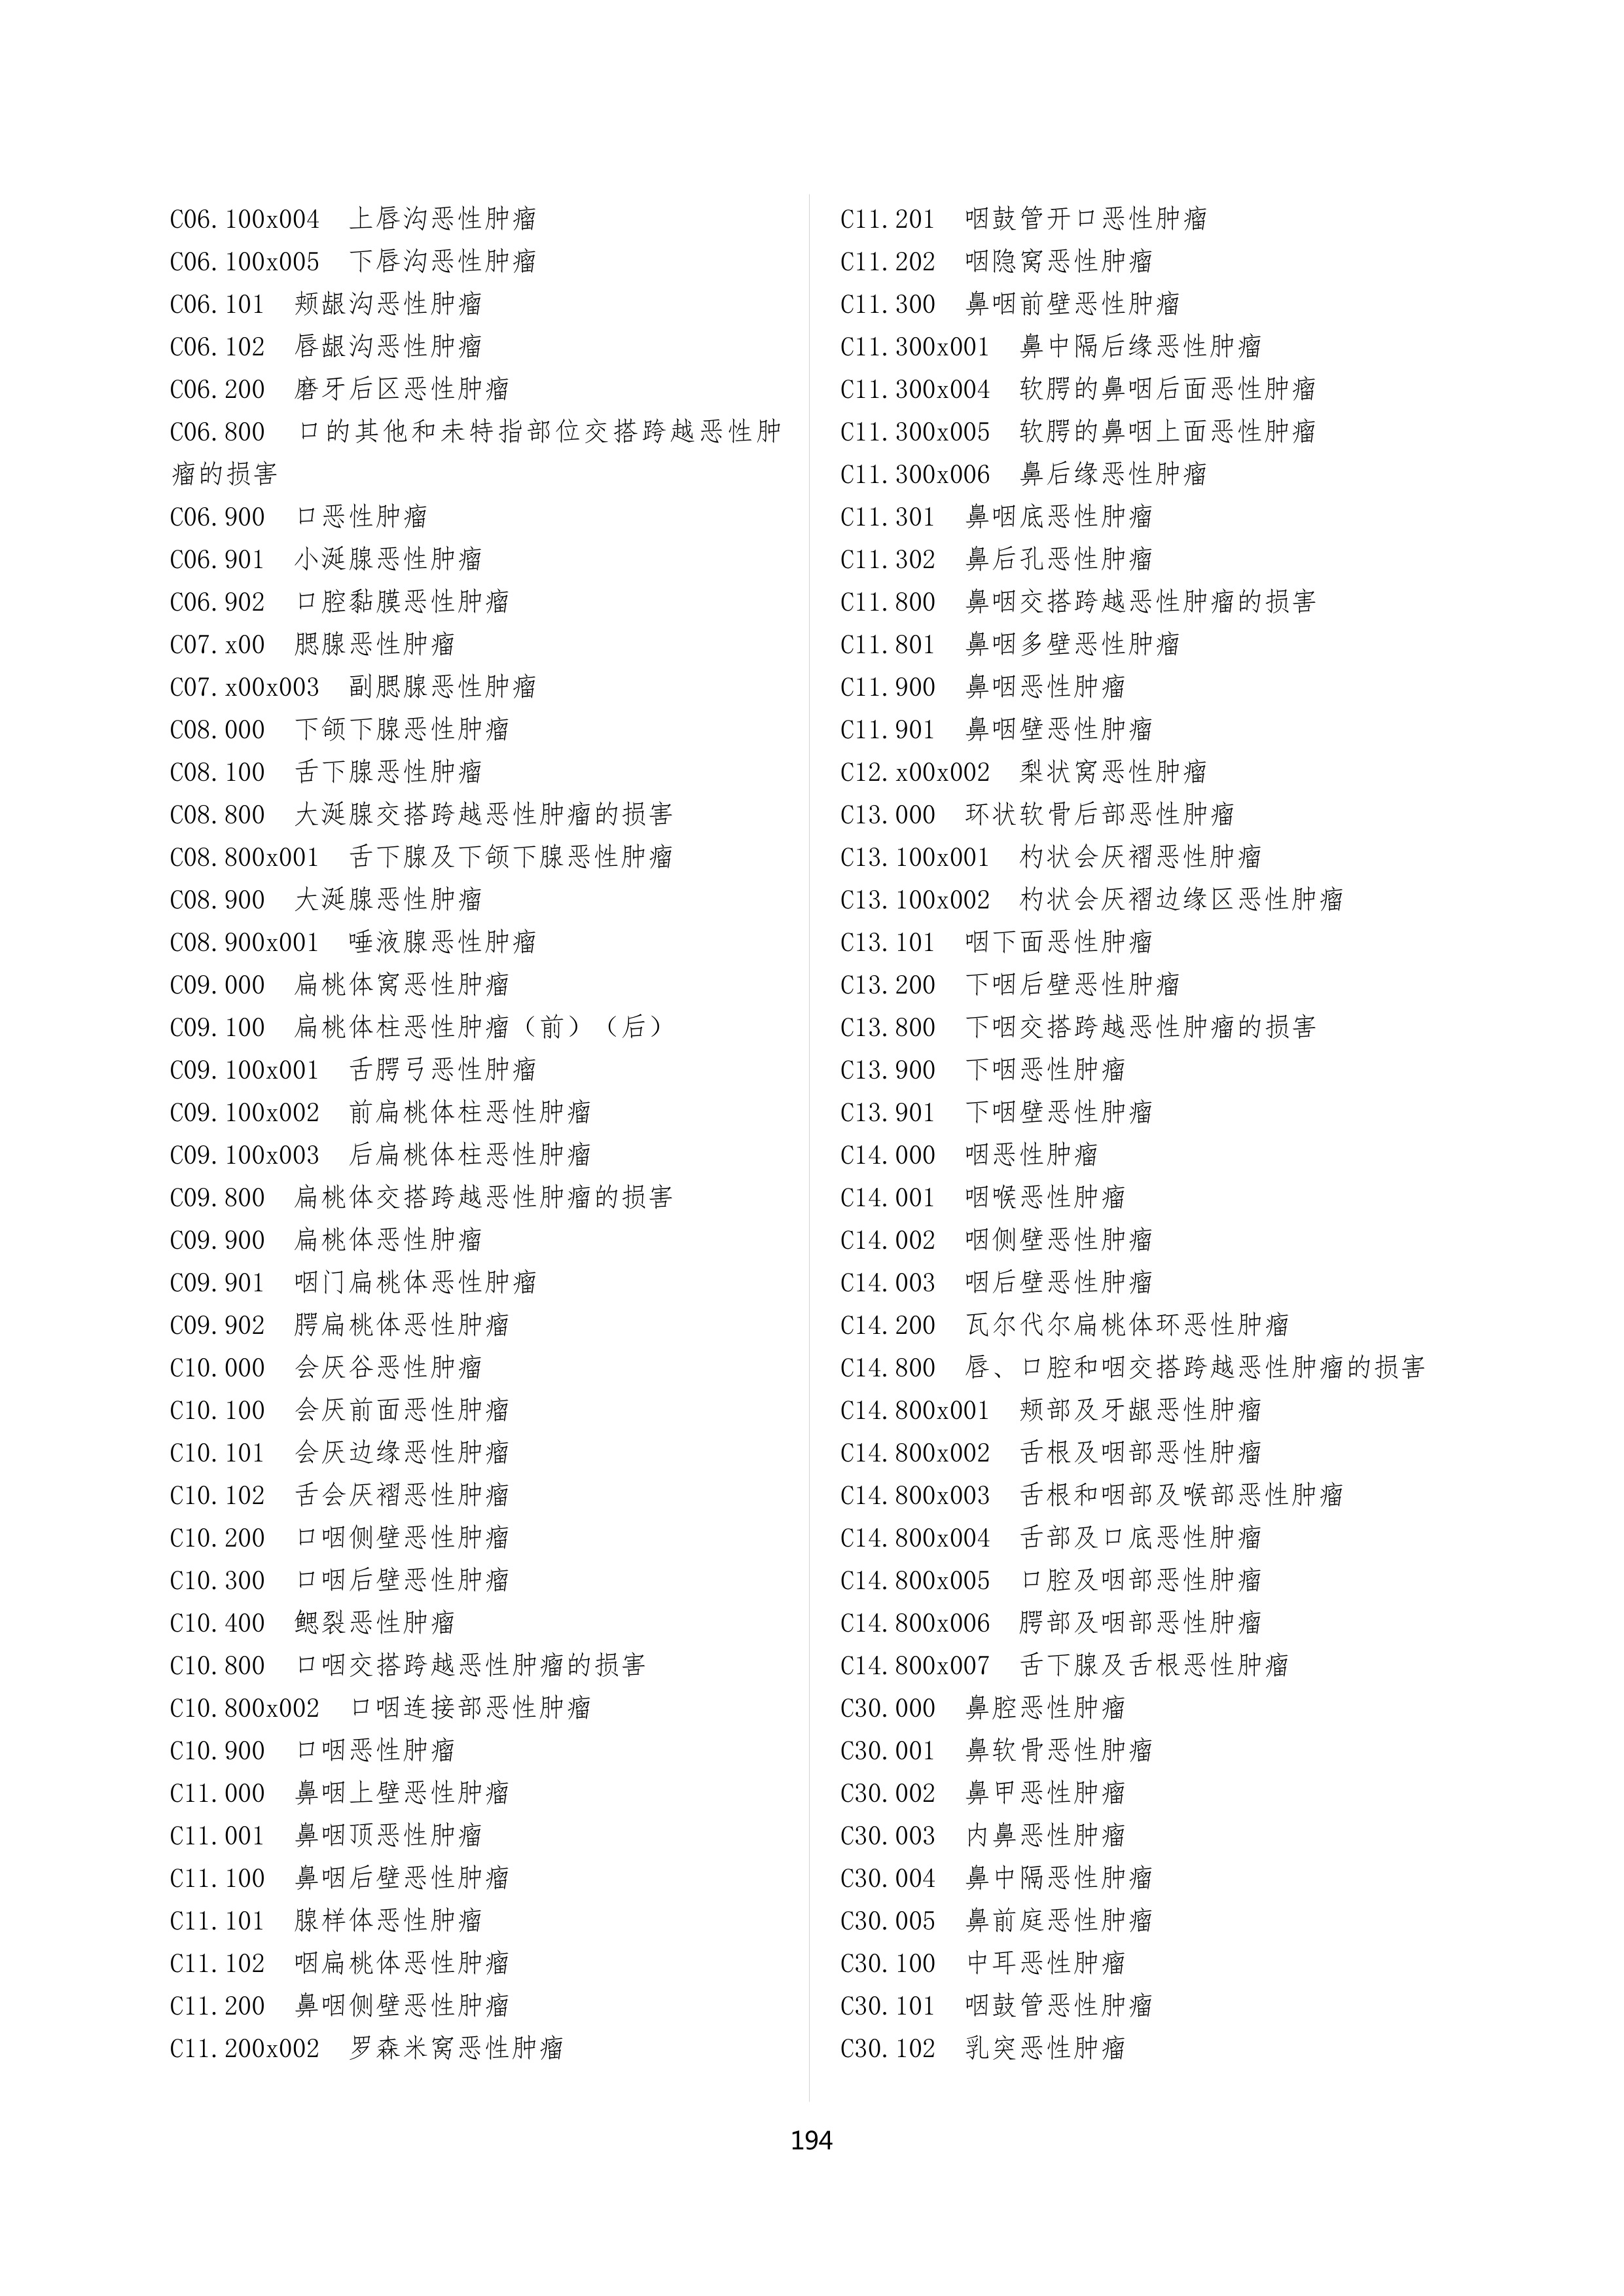 C06.100x004 上唇沟恶性肿瘤
C06.100x005 下唇沟恶性肿瘤
C06.101 颊龈沟恶性肿瘤
C06.102 唇龈沟恶性肿瘤
C06.200 磨牙后区恶性肿瘤
C06.800 口的其他和未特指部位交搭跨越恶性肿
瘤的损害
C06.900 口恶性肿瘤
C06.901 小涎腺恶性肿瘤
C06.902 口腔黏膜恶性肿瘤
C07.x00 腮腺恶性肿瘤
C07.x00x003 副腮腺恶性肿瘤
C08.000 下颌下腺恶性肿瘤
C08.100 舌下腺恶性肿瘤
C08.800 大涎腺交搭跨越恶性肿瘤的损害
C08.800x001 舌下腺及下颌下腺恶性肿瘤
C08.900 大涎腺恶性肿瘤
C08.900x001 唾液腺恶性肿瘤
C09.000 扁桃体窝恶性肿瘤
C09.100 扁桃体柱恶性肿瘤（前）（后）
C09.100x001 舌腭弓恶性肿瘤
C09.100x002 前扁桃体柱恶性肿瘤
C09.100x003 后扁桃体柱恶性肿瘤
C09.800 扁桃体交搭跨越恶性肿瘤的损害
C09.900 扁桃体恶性肿瘤
C09.901 咽门扁桃体恶性肿瘤
C09.902 腭扁桃体恶性肿瘤
C10.000 会厌谷恶性肿瘤
C10.100 会厌前面恶性肿瘤
C10.101 会厌边缘恶性肿瘤
C10.102 舌会厌褶恶性肿瘤
C10.200 口咽侧壁恶性肿瘤
C10.300 口咽后壁恶性肿瘤
C10.400 鳃裂恶性肿瘤
C10.800 口咽交搭跨越恶性肿瘤的损害
C10.800x002 口咽连接部恶性肿瘤
C10.900 口咽恶性肿瘤
C11.000 鼻咽上壁恶性肿瘤
C11.001 鼻咽顶恶性肿瘤
C11.100 鼻咽后壁恶性肿瘤
C11.101 腺样体恶性肿瘤
C11.102 咽扁桃体恶性肿瘤
C11.200 鼻咽侧壁恶性肿瘤
C11.200x002 罗森米窝恶性肿瘤
C11.201 咽鼓管开口恶性肿瘤
C11.202 咽隐窝恶性肿瘤
C11.300 鼻咽前壁恶性肿瘤
C11.300x001 鼻中隔后缘恶性肿瘤
C11.300x004 软腭的鼻咽后面恶性肿瘤
C11.300x005 软腭的鼻咽上面恶性肿瘤
C11.300x006 鼻后缘恶性肿瘤
C11.301 鼻咽底恶性肿瘤
C11.302 鼻后孔恶性肿瘤
C11.800 鼻咽交搭跨越恶性肿瘤的损害
C11.801 鼻咽多壁恶性肿瘤
C11.900 鼻咽恶性肿瘤
C11.901 鼻咽壁恶性肿瘤
C12.x00x002 梨状窝恶性肿瘤
C13.000 环状软骨后部恶性肿瘤
C13.100x001 杓状会厌褶恶性肿瘤
C13.100x002 杓状会厌褶边缘区恶性肿瘤
C13.101 咽下面恶性肿瘤
C13.200 下咽后壁恶性肿瘤
C13.800 下咽交搭跨越恶性肿瘤的损害
C13.900 下咽恶性肿瘤
C13.901 下咽壁恶性肿瘤
C14.000 咽恶性肿瘤
C14.001 咽喉恶性肿瘤
C14.002 咽侧壁恶性肿瘤
C14.003 咽后壁恶性肿瘤
C14.200 瓦尔代尔扁桃体环恶性肿瘤
C14.800 唇、口腔和咽交搭跨越恶性肿瘤的损害
C14.800x001 颊部及牙龈恶性肿瘤
C14.800x002 舌根及咽部恶性肿瘤
C14.800x003 舌根和咽部及喉部恶性肿瘤
C14.800x004 舌部及口底恶性肿瘤
C14.800x005 口腔及咽部恶性肿瘤
C14.800x006 腭部及咽部恶性肿瘤
C14.800x007 舌下腺及舌根恶性肿瘤
C30.000 鼻腔恶性肿瘤
C30.001 鼻软骨恶性肿瘤
C30.002 鼻甲恶性肿瘤
C30.003 内鼻恶性肿瘤
C30.004 鼻中隔恶性肿瘤
C30.005 鼻前庭恶性肿瘤
C30.100 中耳恶性肿瘤
C30.101 咽鼓管恶性肿瘤
C30.102 乳突恶性肿瘤
194